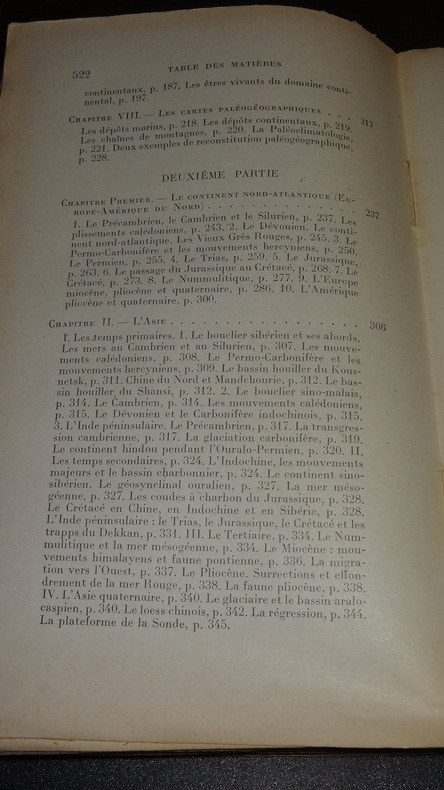 522
TABLE DES MATIÈRES
continentaux, p. 187. Les êtres vivants du domaine conti-
nental, p. 197.
CHAPITRE VIII. — LES CARTES PALÉOGÉOGRAPHIQUES . . . 217
Les dépôts marins, p. 218. Les dépôts continentaux, p. 219.
Les chaînes de montagnes, p. 220. La Paléoclimatologie,
p. 221. Deux exemples de reconstitution paléogéographique,
p. 228.
DEUXIÈME PARTIE
CHAPITRE PREMIER. — LE CONTINENT NORD-ATLANTIQUE (EU-
ROPE-AMÉRIQUE DU NORD) . . . . . . . . . . . . . . 237
1. Le Précambrien, le Cambrien et le Silurien, p. 237. Les
plissements calédoniens, p. 243. 2. Le Dévonien. Le conti-
nent nord-atlantique. Les Vieux Grès Rouges, p. 245. 3. Le
Permo-Carbonifère et les mouvements hercyniens, p. 250.
Le Permien, p. 255. 4. Le Trias, p. 259. 5. Le Jurassique,
p. 263. 6. Le passage du Jurassique au Crétacé, p. 268. 7. Le
Crétacé, p. 273. 8. Le Nummulitique, p. 277. 9. L'Europe
miocène, pliocène et quaternaire, p. 286. 10. L'Amérique
pliocène et quaternaire, p. 300.
CHAPITRE II. — L'ASIE . . . . . . . . . . . . . . . . . . 306
I. Les temps primaires. 1. Le bouclier sibérien et ses abords.
Les mers au Cambrien et au Silurien, p. 307. Les mouve-
ments calédoniens, p. 308. Le Permo-Carbonifère et les
mouvements hercyniens, p. 309. Le bassin houiller du Kous-
netsk, p. 311. Chine du Nord et Mandchourie, p. 312. Le bas-
sin houiller du Shansi, p. 312. 2. Le bouclier sino-malais,
p. 314. Le Cambrien, p. 314. Les mouvements calédoniens,
p. 315. Le Dévonien et le Carbonifère indochinois, p. 315.
3. L'Inde péninsulaire. Le Précambrien, p. 317. La transgres-
sion cambrienne, p. 317. La glaciation carbonifère, p. 319.
Le continent hindou pendant l'Ouralo-Permien, p. 320. II.
Les temps secondaires, p. 324. L'Indochine, les mouvements
majeurs et le bassin charbonnier, p. 324. Le continent sino-
sibérien. Le géosynclinal ouralien, p. 327. La mer méso-
géenne, p. 327. Les coudes à charbon du Jurassique, p. 328.
Le Crétacé en Chine, en Indochine et en Sibérie, p. 328.
L'Inde péninsulaire : le Trias, le Jurassique, le Crétacé et les
trapps du Dekkan, p. 331. III. Le Tertiaire, p. 334. Le Num-
mulitique et la mer mésogéenne, p. 334. Le Miocène : mou-
vements himalayens et faune pontienne, p. 336. La migra-
tion vers l'Ouest, p. 337. Le Pliocène. Surrections et effon-
drement de la mer Rouge, p. 338. La faune pliocène, p. 338.
IV. L'Asie quaternaire, p. 340. Le glaciaire et le bassin aralo-
caspien, p. 340. Le loess chinois, p. 342. La régression, p. 344.
La plateforme de la Sonde, p. 345.